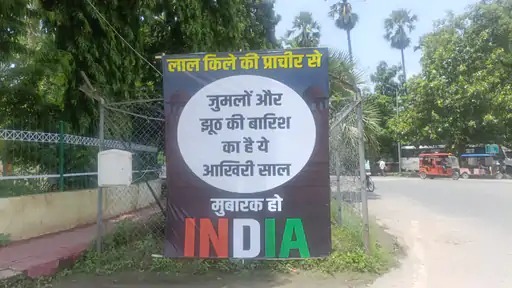 लाल किले की प्राचीर से
जुमलों और
झूठ की बारिश
का है ये
आखिरी साल
मुबारक हो
INDIA